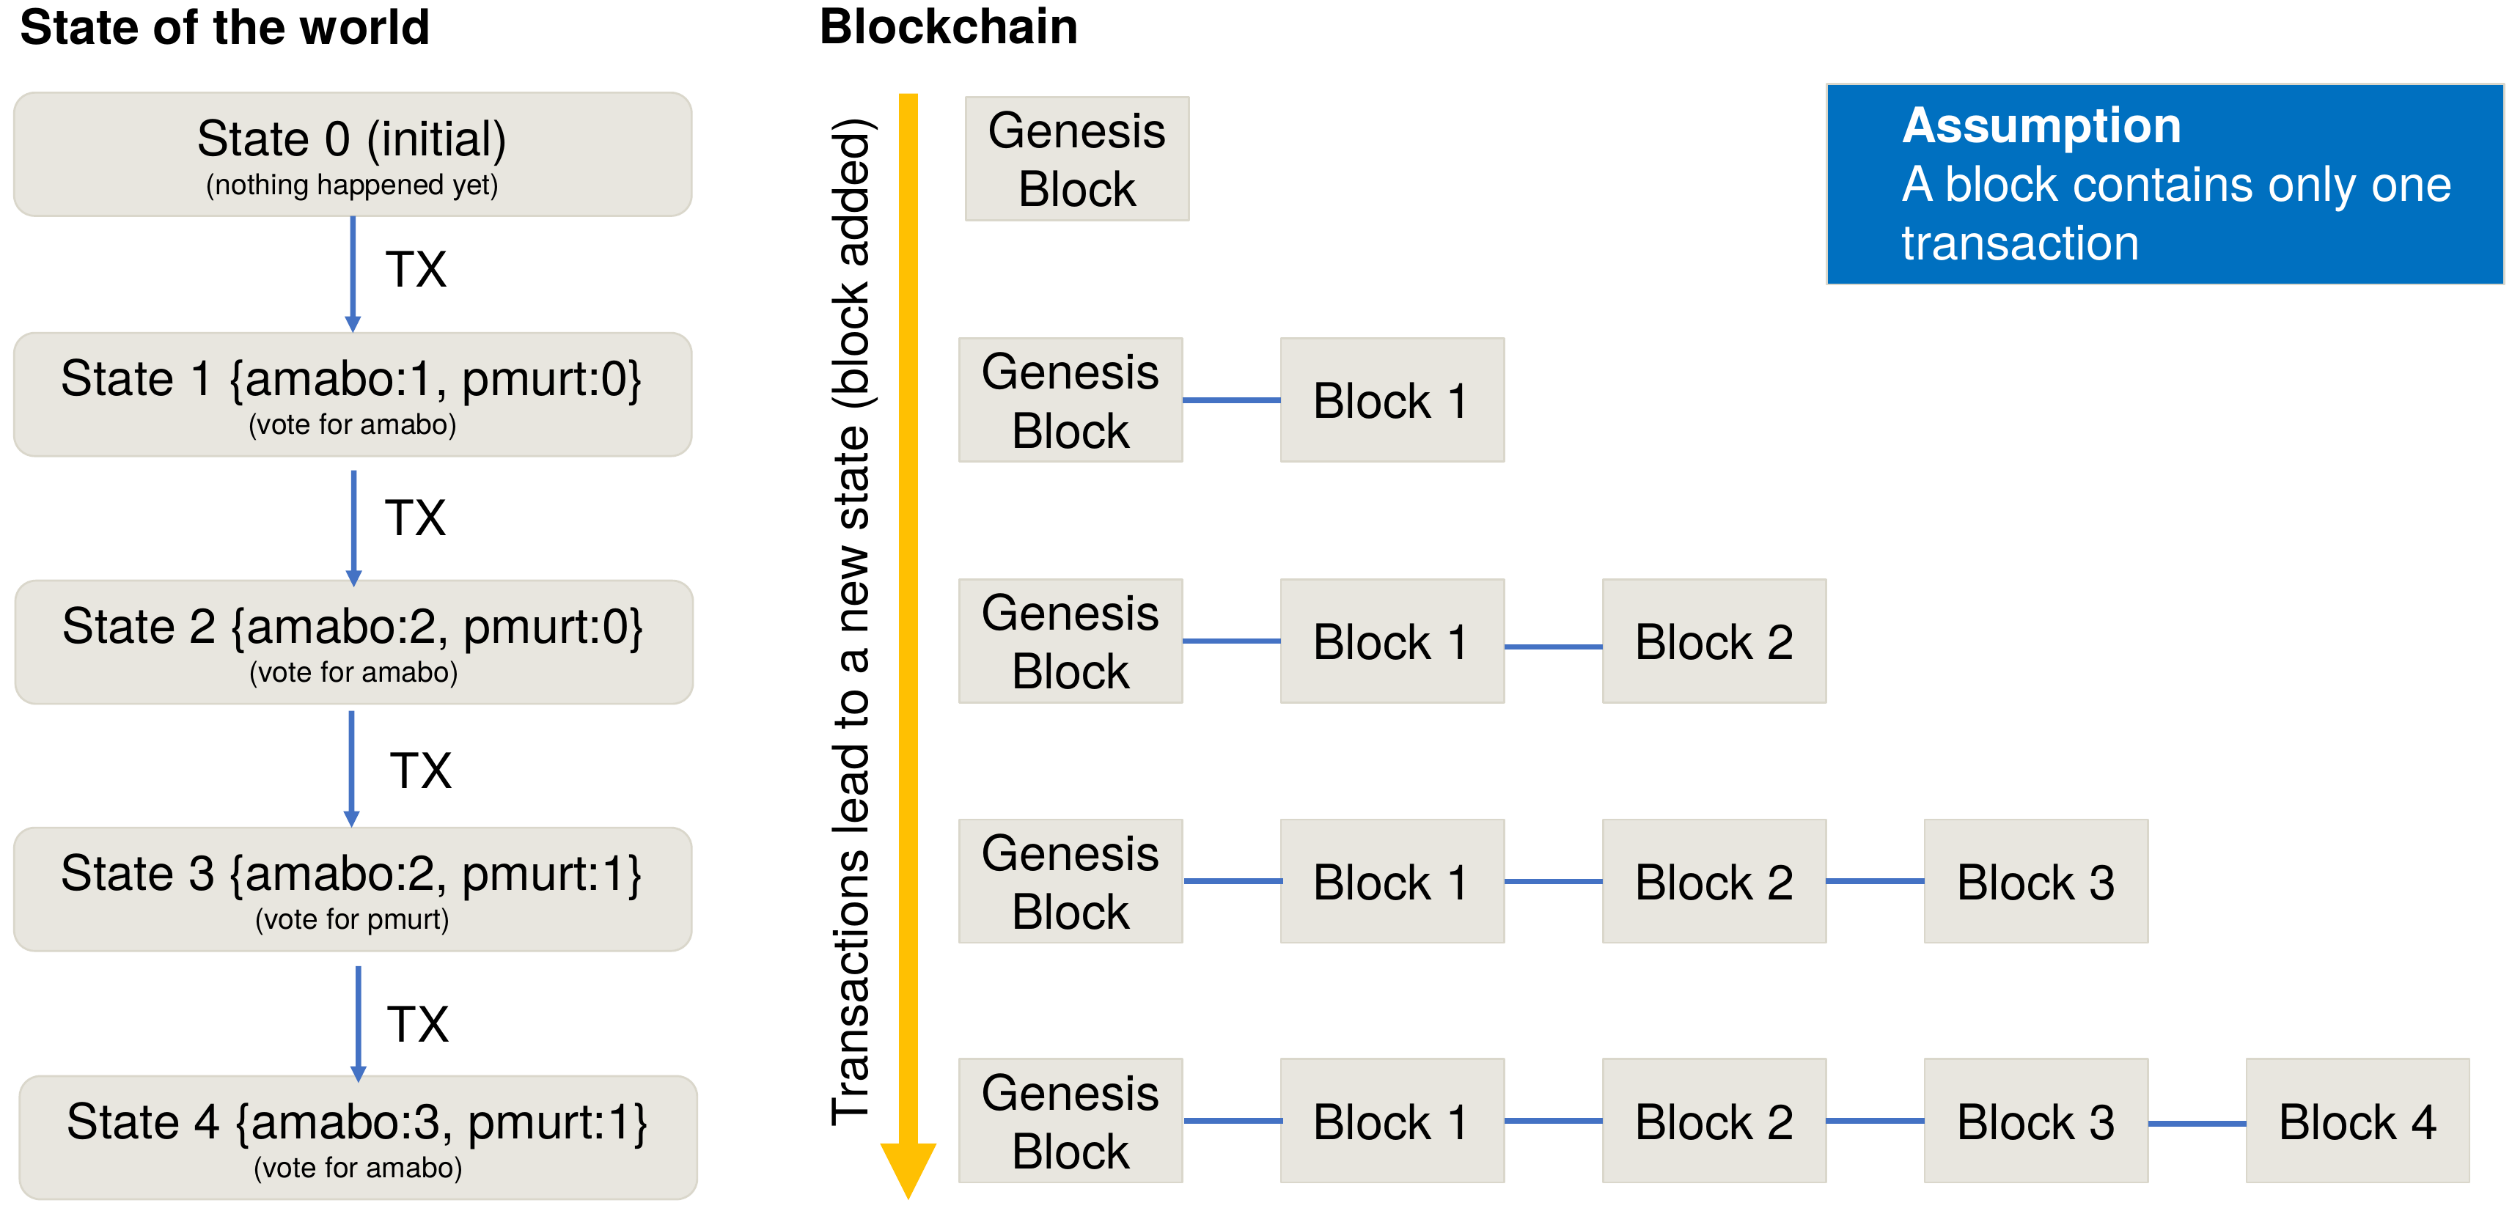 State of the world
State 0 (initial)
(nothing happened yet)
TX
State 1 {amabo:1, pmurt:0}
(vote for amabo)
TX
State 2 {amabo:2, pmurt:0}
(vote for amabo)
TX
State 3 {amabo:2, pmurt:1}
(vote for pmurt)
TX
State 4 {amabo:3, pmurt:1}
(vote for amabo)
Blockchain
Transactions lead to a new state (block added)
Genesis
Block
Genesis
Block
Block 1
Genesis
Block
Block 1
Block 2
Genesis
Block
Block 1
Block 2
Block 3
Genesis
Block
Block 1
Block 2
Block 3
Block 4
Assumption
A block contains only one
transaction